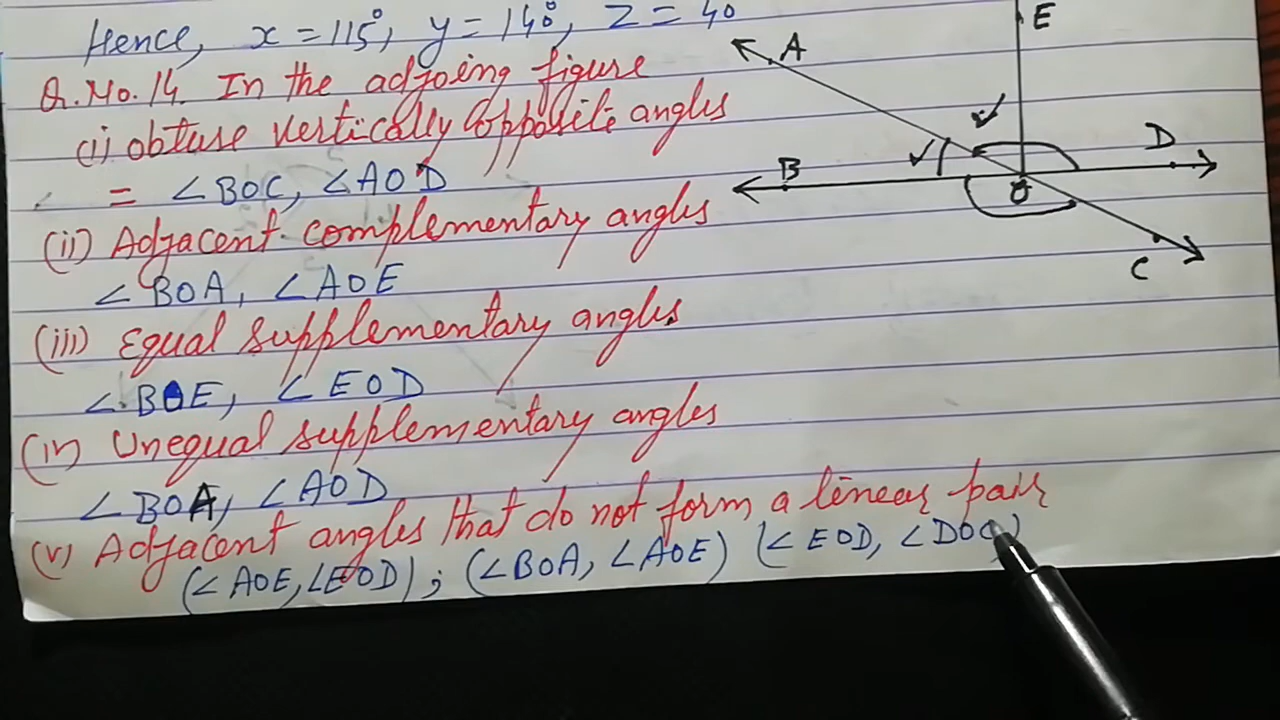 Hence, x = 115°, y = 140°, z = 40
Q.No.14. In the adjoing figure
(i) obtuse vertically opposite angles
= ∠BOC, ∠AOD
(ii) Adjacent complementary angles
∠BOA, ∠AOE
(iii) Equal supplementary angles
∠BOE, ∠EOD
(iv) Unequal supplementary angles
∠BOA, ∠AOD
(v) Adjacent angles that do not form a linear pair
(∠AOE, ∠EOD); (∠BOA, ∠AOE) (∠EOD, ∠DOC)
E
A
D
B
O
C